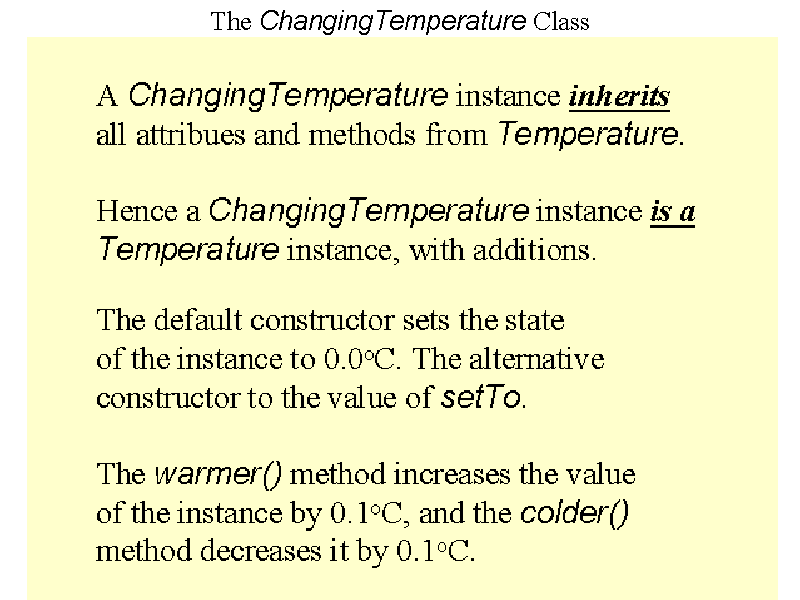 The ChangingTemperature Class
A ChangingTemperature instance inherits
all attribues and methods from Temperature.
Hence a ChangingTemperature instance is a
Temperature instance, with additions.
The default constructor sets the state
of the instance to 0.0°C. The alternative
constructor to the value of setTo.
The warmer() method increases the value
of the instance by 0.1°C, and the colder()
method decreases it by 0.1°C.